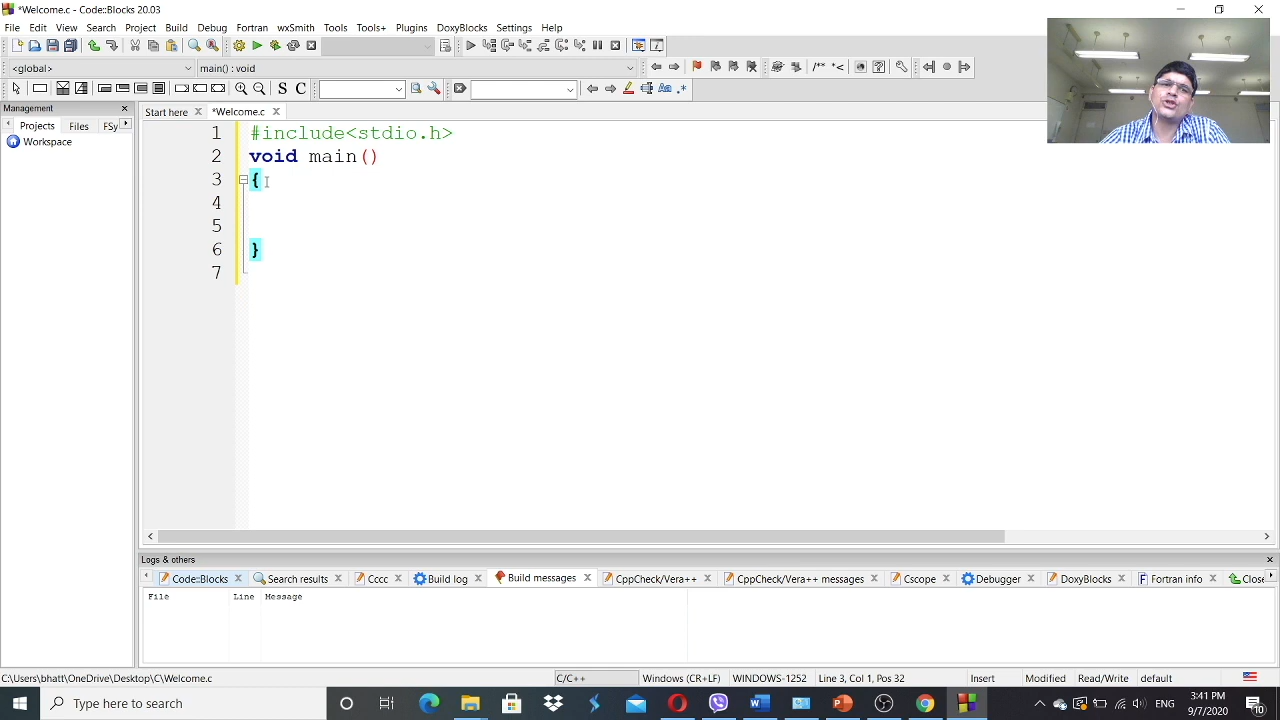 *Welcome.c - Code::Blocks 20.03
File Edit View Search Project Build Debug Fortran wxSmith Tools Tools+ Plugins DoxyBlocks Settings Help
<global> main() : void
/** *<
S C
.*
Management
Projects Files FSy
Workspace
Start here *Welcome.c
1 #include<stdio.h>
2 void main()
3 {
4
5
6 }
7
Logs & others
Code::Blocks Search results Cccc Build log Build messages CppCheck/Vera++ CppCheck/Vera++ messages Cscope Debugger DoxyBlocks Fortran info Close
File Line Message
C:\Users\bhatt\OneDrive\Desktop\C\Welcome.c C/C++ Windows (CR+LF) WINDOWS-1252 Line 3, Col 1, Pos 32 Insert Modified Read/Write default
Type here to search
ENG
3:41 PM
9/7/2020
10